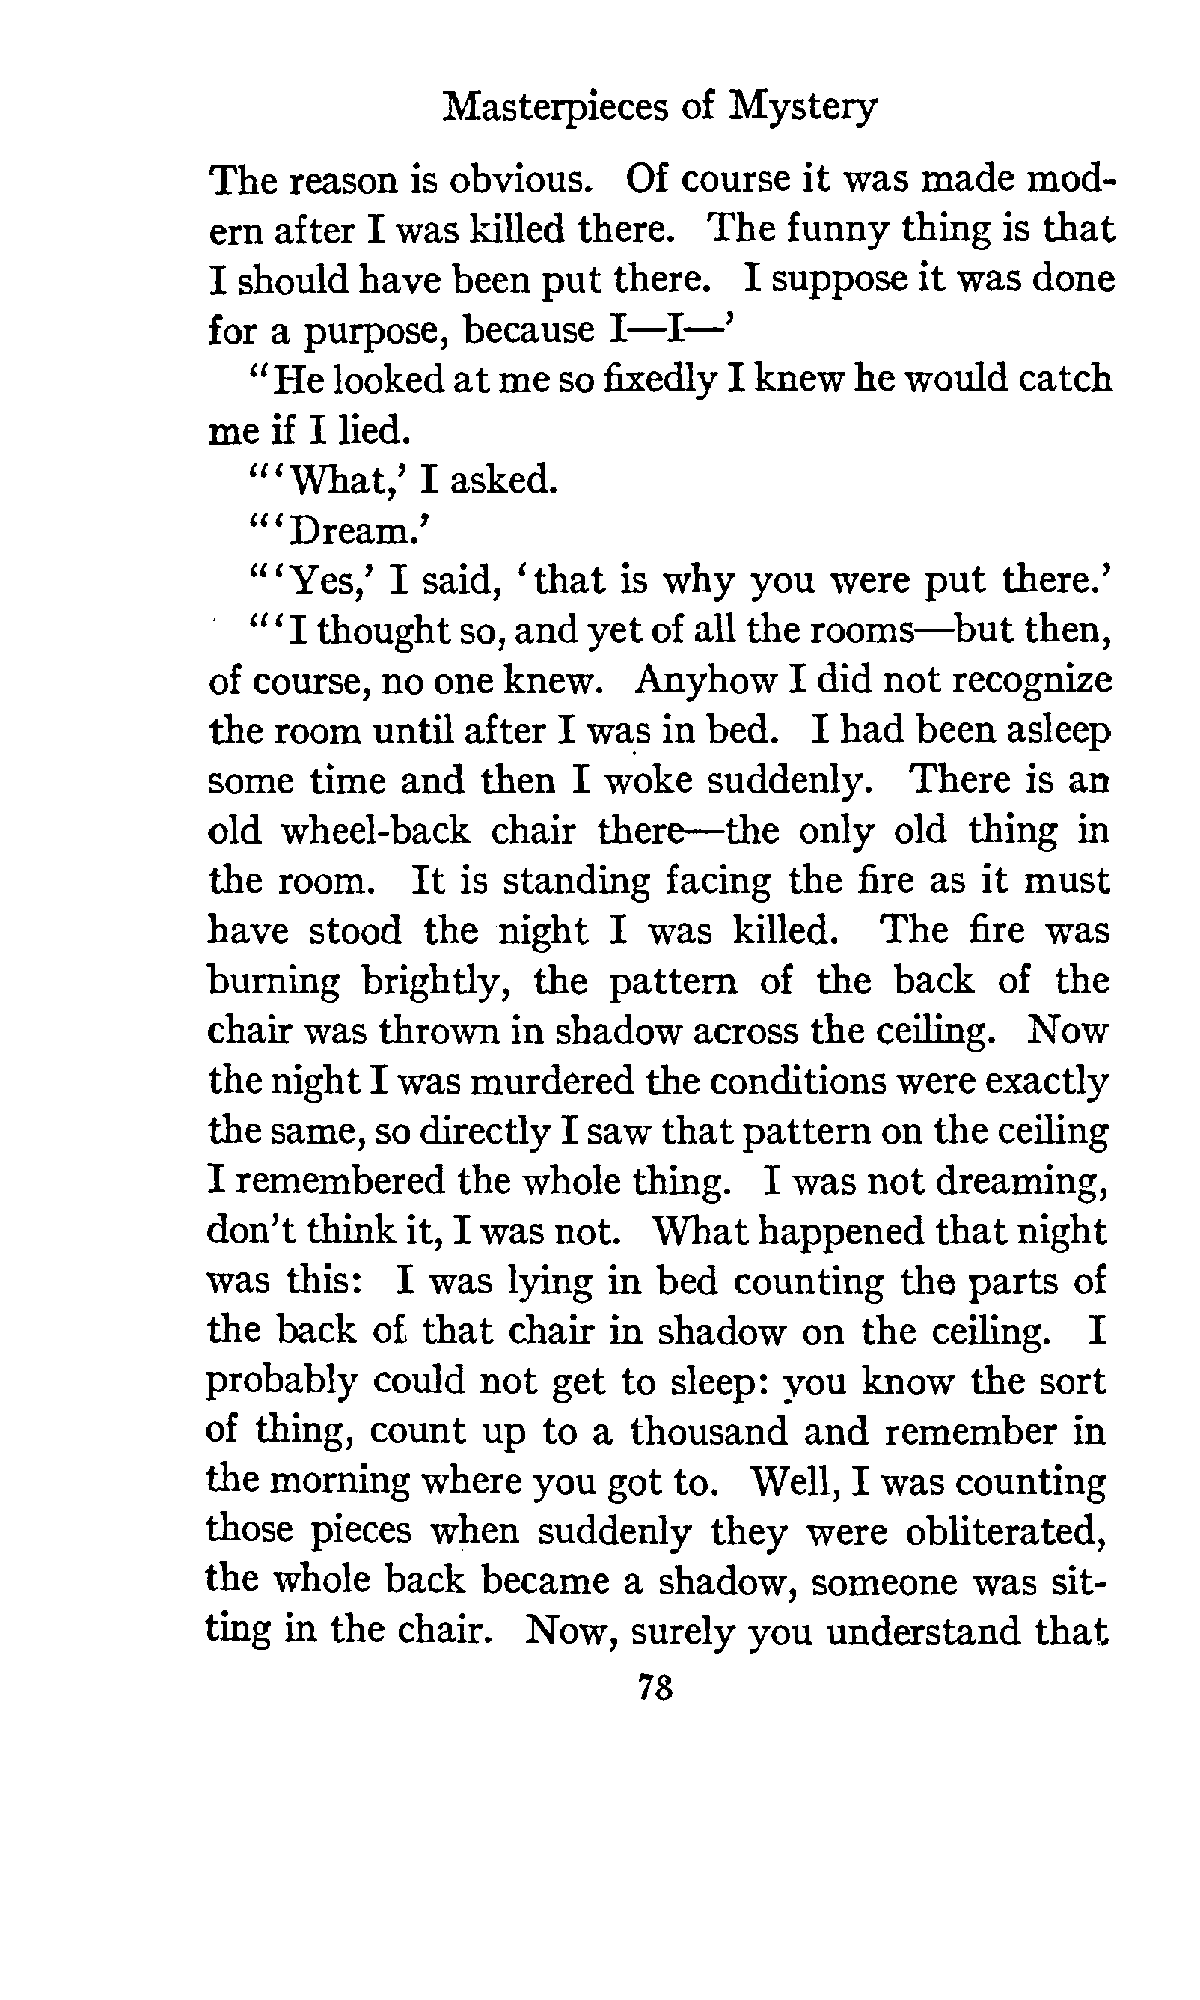 Masterpieces of Mystery
The reason is obvious. Of course it was made mod-
ern after I was killed there. The funny thing is that
I should have been put there. I suppose it was done
for a purpose, because I—I—’
“He looked at me so fixedly I knew he would catch
me if I lied.
“‘What,’ I asked.
“‘Dream.’
“‘Yes,’ I said, ‘that is why you were put there.’
“‘I thought so, and yet of all the rooms—but then,
of course, no one knew. Anyhow I did not recognize
the room until after I was in bed. I had been asleep
some time and then I woke suddenly. There is an
old wheel-back chair there—the only old thing in
the room. It is standing facing the fire as it must
have stood the night I was killed. The fire was
burning brightly, the pattern of the back of the
chair was thrown in shadow across the ceiling. Now
the night I was murdered the conditions were exactly
the same, so directly I saw that pattern on the ceiling
I remembered the whole thing. I was not dreaming,
don’t think it, I was not. What happened that night
was this: I was lying in bed counting the parts of
the back of that chair in shadow on the ceiling. I
probably could not get to sleep: you know the sort
of thing, count up to a thousand and remember in
the morning where you got to. Well, I was counting
those pieces when suddenly they were obliterated,
the whole back became a shadow, someone was sit-
ting in the chair. Now, surely you understand that
78